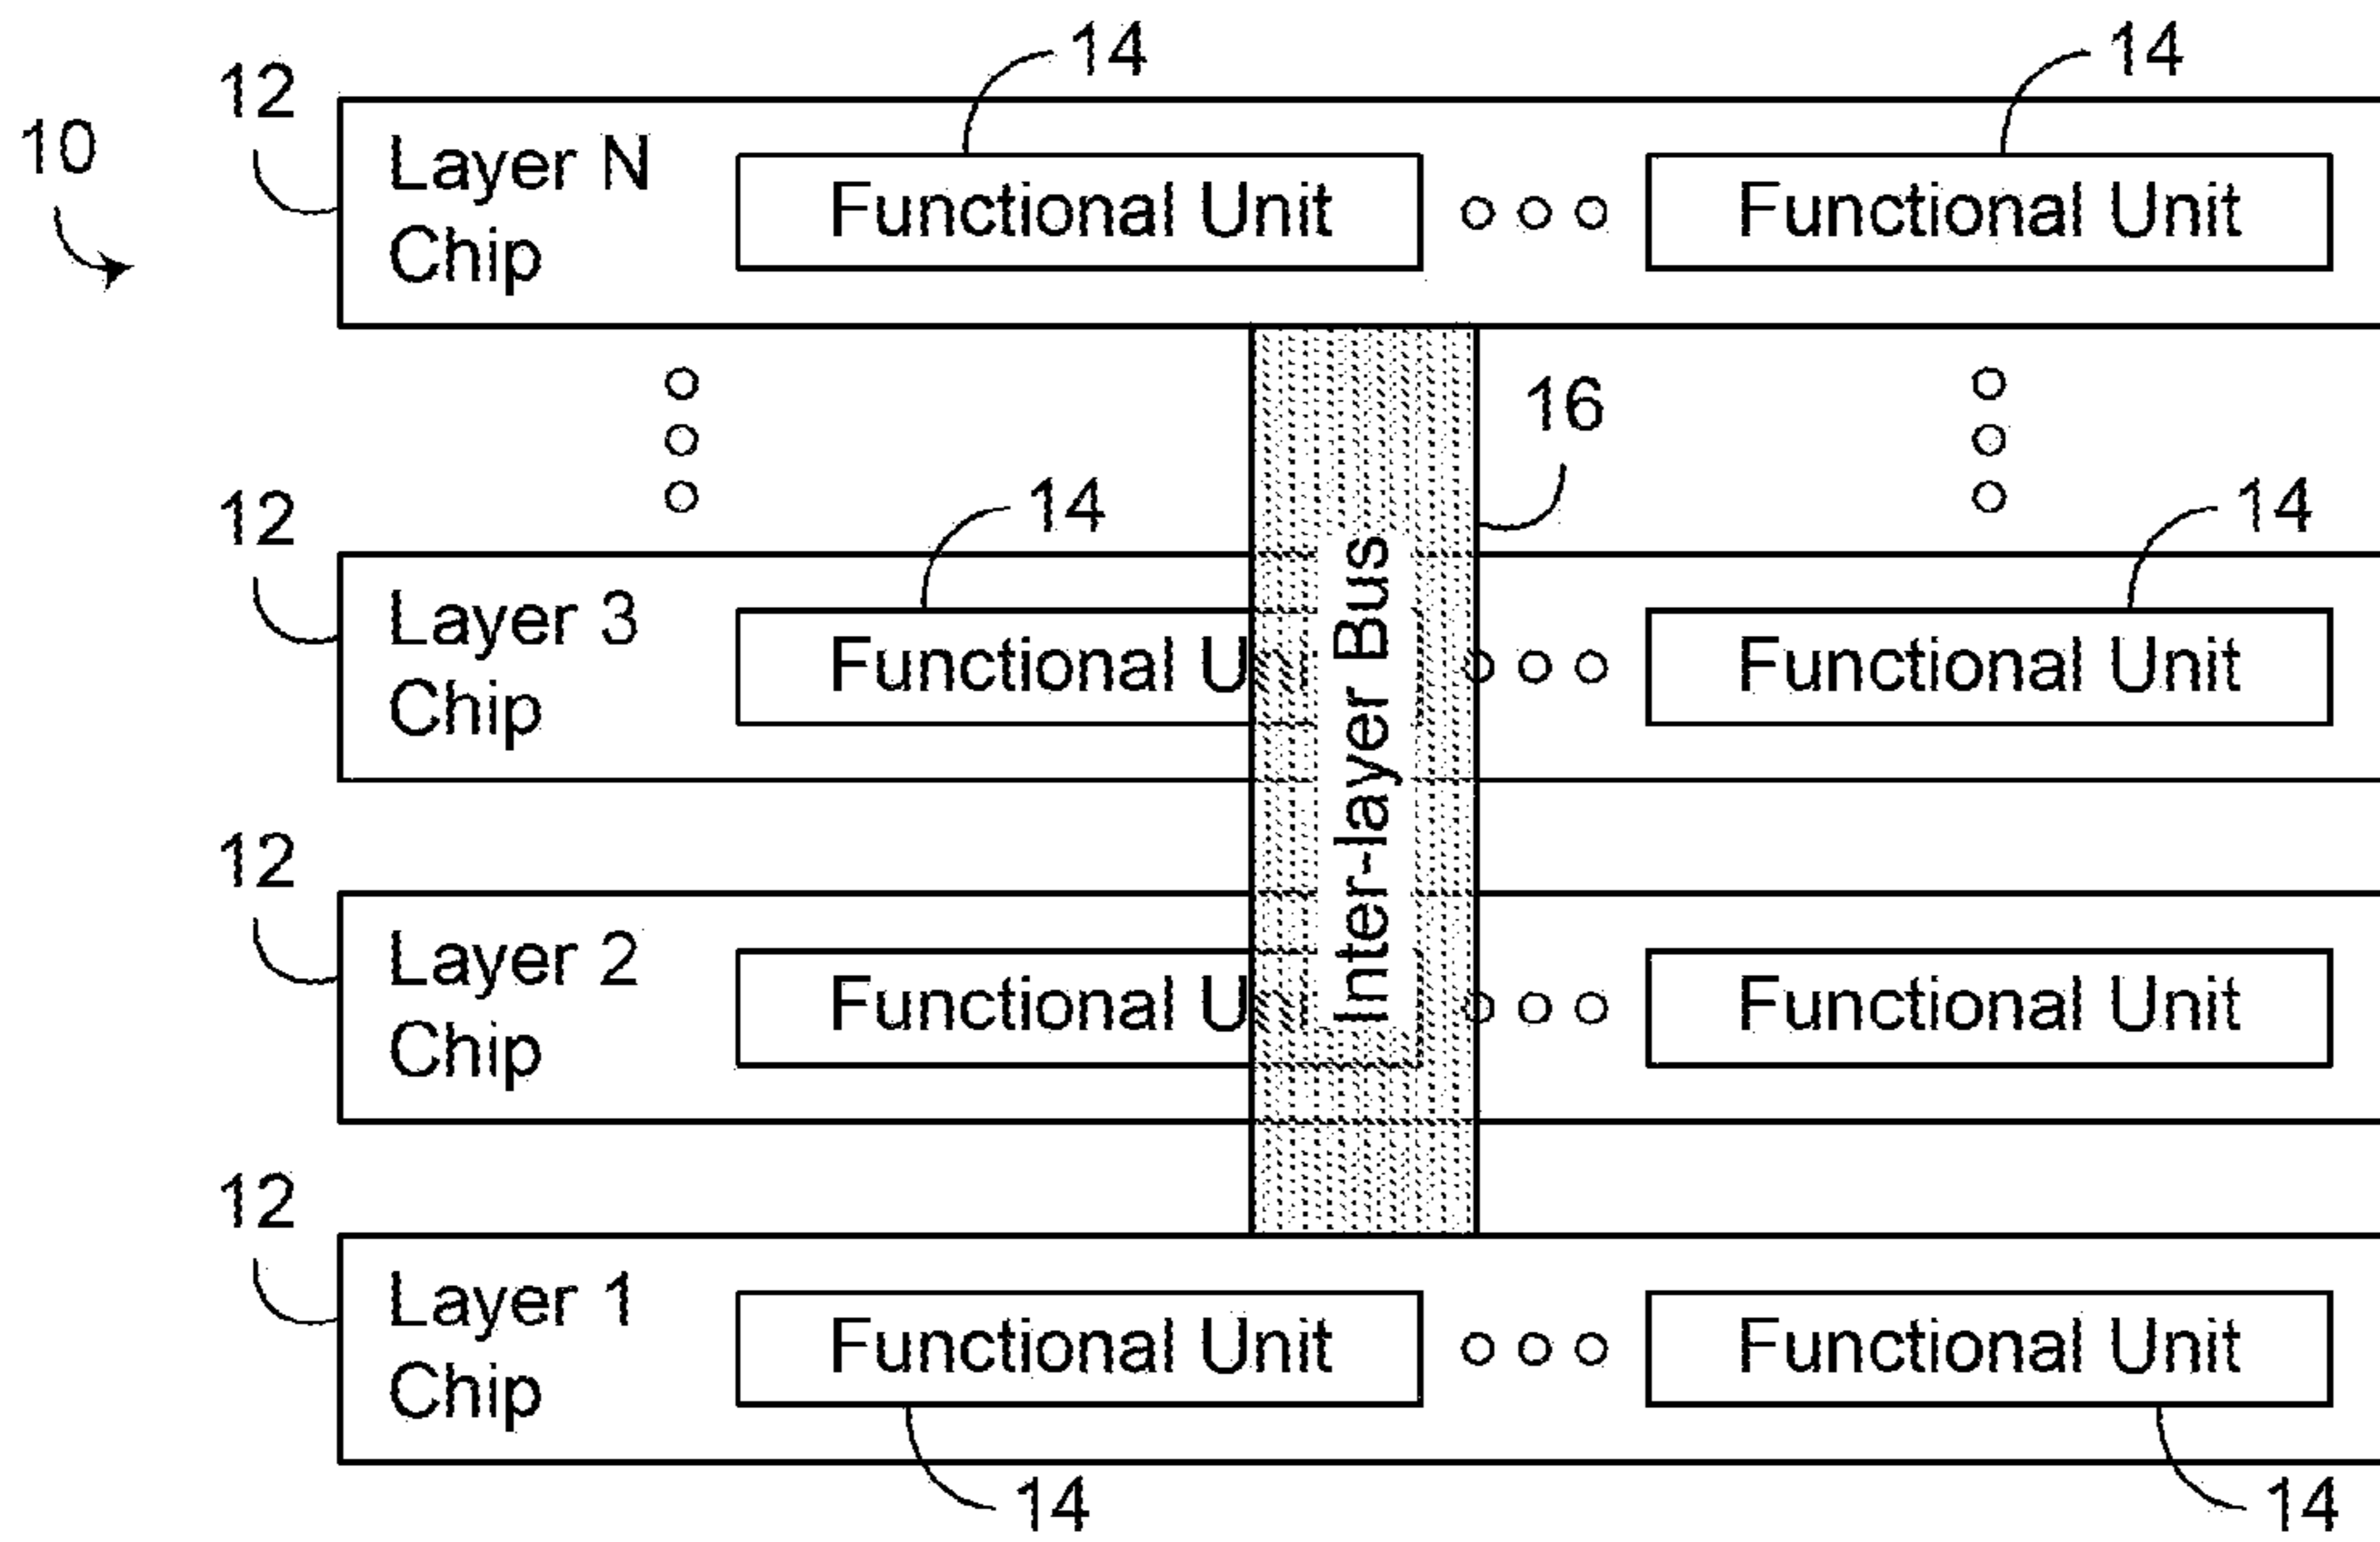 14
14
12
10
Layer N
Chip
Functional Unit
Functional Unit
16
12
14
14
Layer 3
Chip
Functional U
Inter-layer Bus
Functional Unit
12
Layer 2
Chip
Functional U
Functional Unit
12
Layer 1
Chip
Functional Unit
Functional Unit
14
14